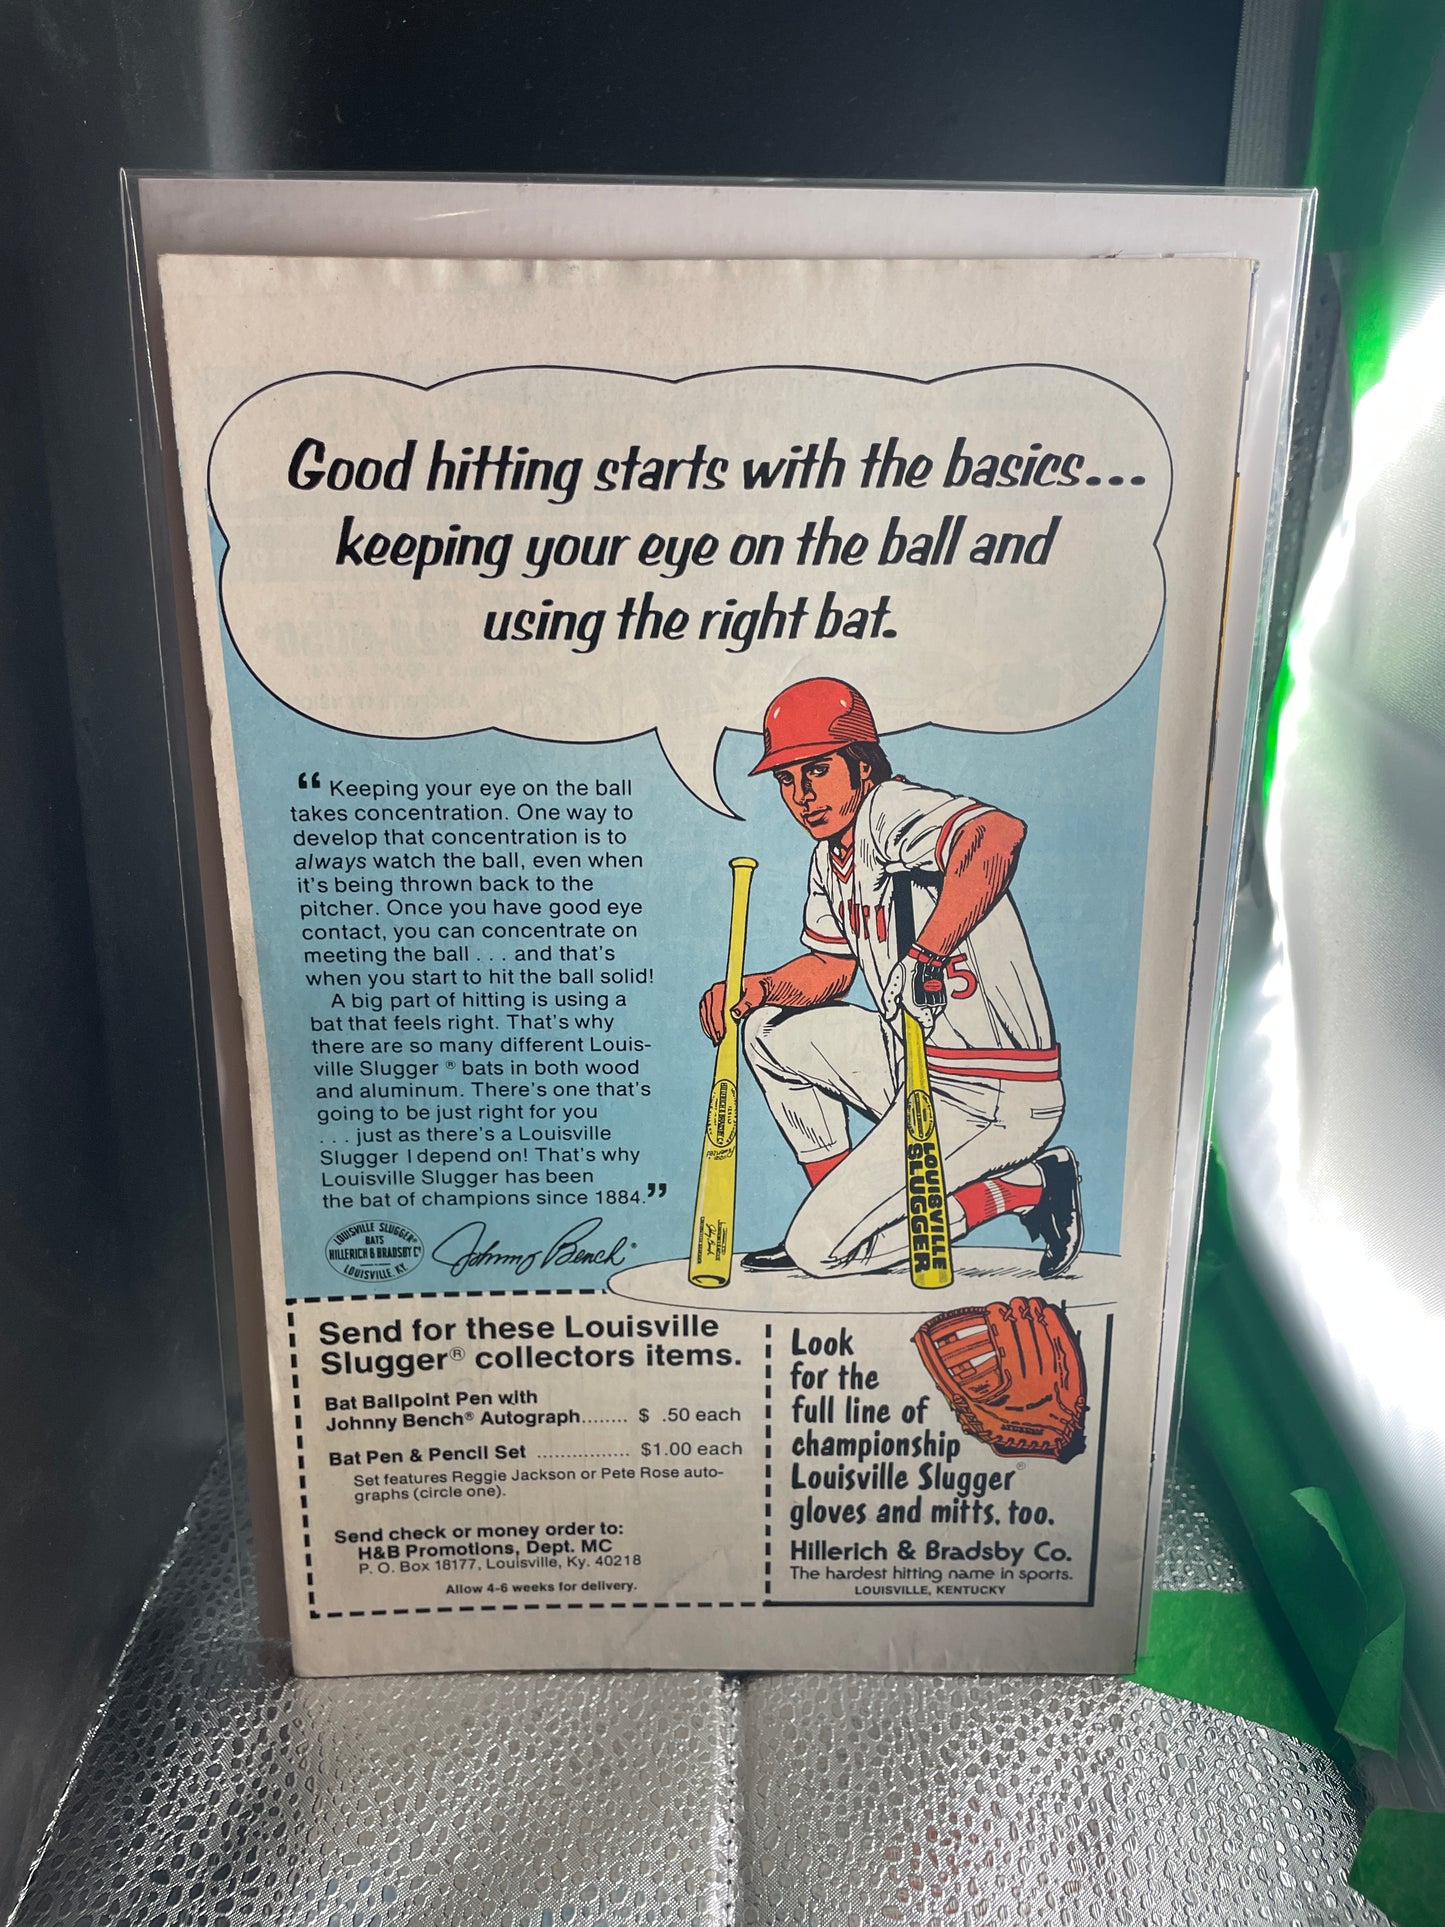 Good hitting starts with the basics...
keeping your eye on the ball and
using the right bat.
“ Keeping your eye on the ball
takes concentration. One way to
develop that concentration is to
always watch the ball, even when
it's being thrown back to the
pitcher. Once you have good eye
contact, you can concentrate on
meeting the ball . . . and that's
when you start to hit the ball solid!
A big part of hitting is using a
bat that feels right. That's why
there are so many different Louis-
ville Slugger ® bats in both wood
and aluminum. There's one that's
going to be just right for you
. . . just as there's a Louisville
Slugger I depend on! That's why
Louisville Slugger has been
the bat of champions since 1884.”
LOUISVILLE SLUGGER®
BATS
HILLERICH & BRADSBY Cº
LOUISVILLE, KY.
Johnny Bench®
5
LOUISVILLE
SLUGGER
Send for these Louisville
Slugger® collectors items.
Bat Ballpoint Pen with
Johnny Bench® Autograph........ $ .50 each
Bat Pen & Pencil Set ................. $1.00 each
Set features Reggie Jackson or Pete Rose auto-
graphs (circle one).
Send check or money order to:
H&B Promotions, Dept. MC
P. O. Box 18177, Louisville, Ky. 40218
Allow 4-6 weeks for delivery.
Look
for the
full line of
championship
Louisville Slugger®
gloves and mitts, too.
Hillerich & Bradsby Co.
The hardest hitting name in sports.
LOUISVILLE, KENTUCKY